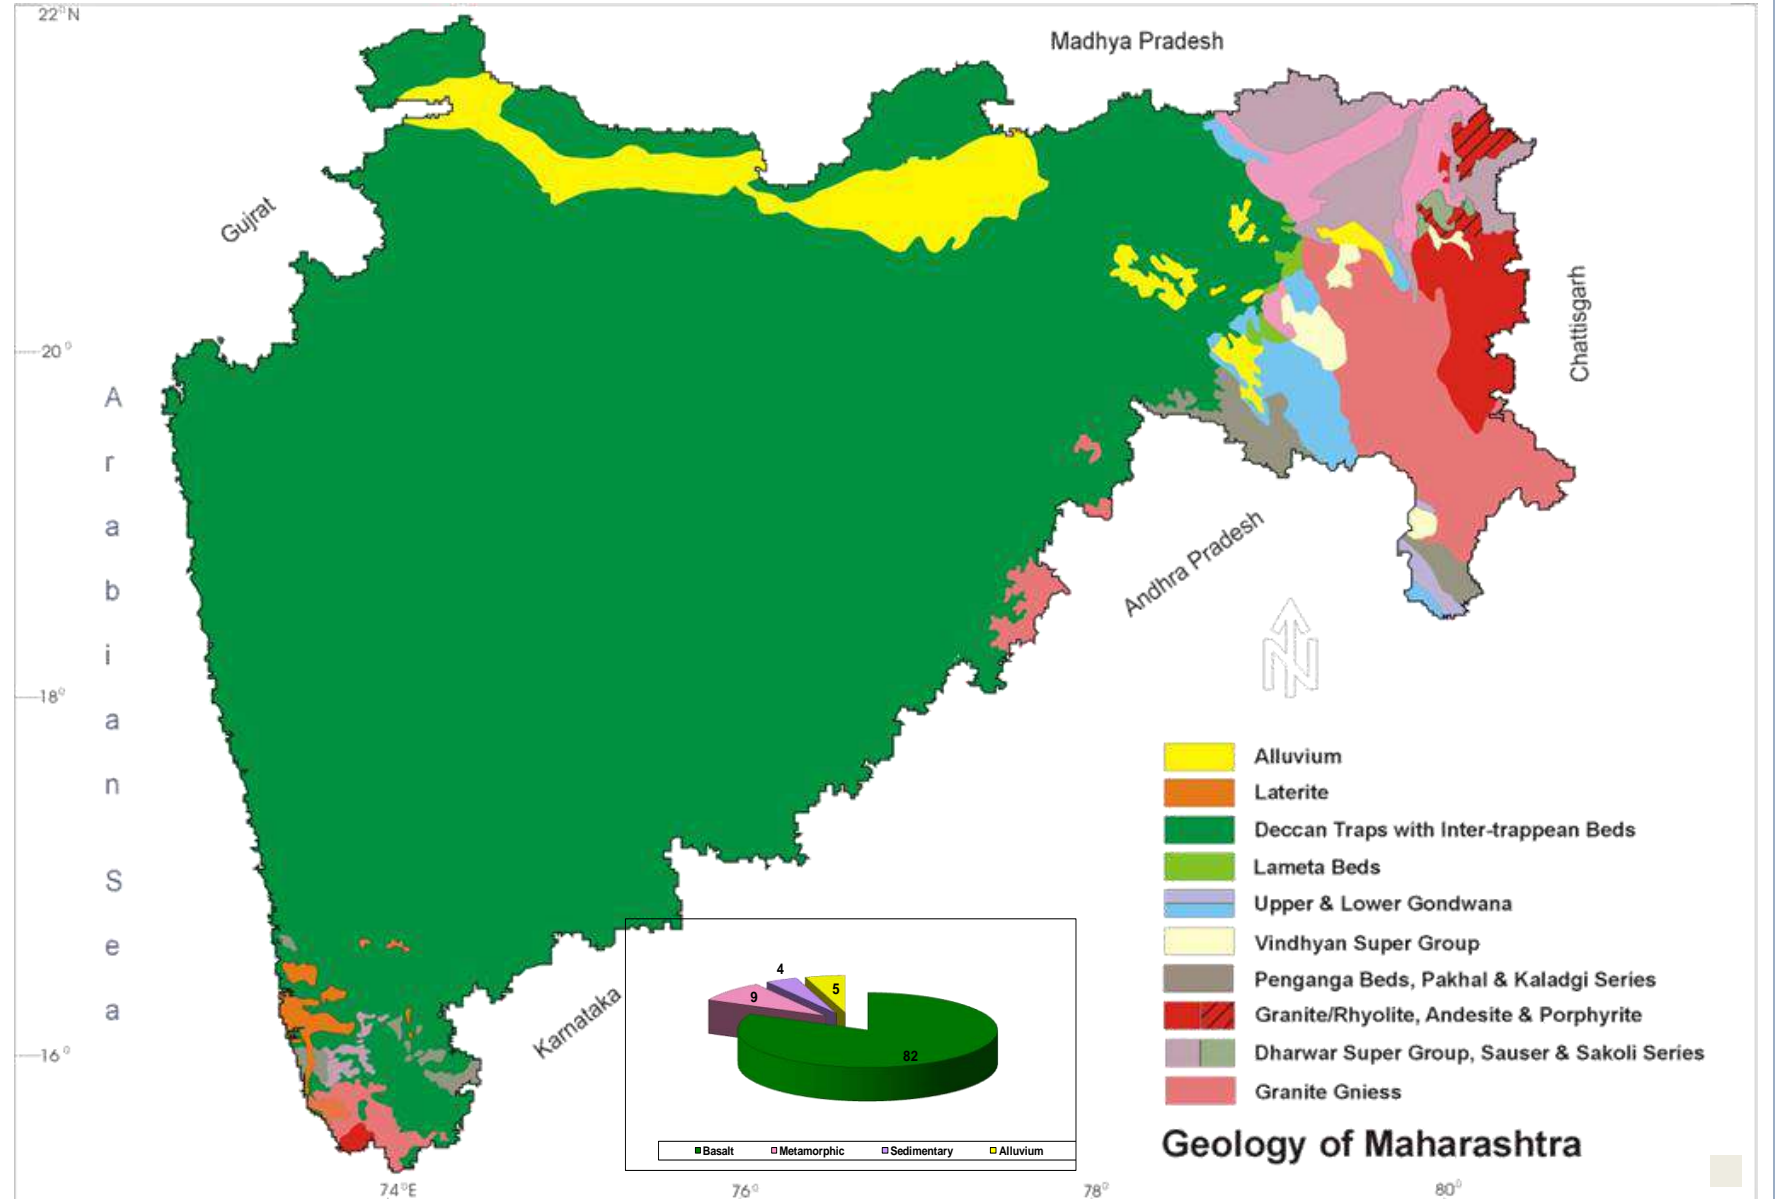 22°N
Madhya Pradesh
Gujrat
Chattisgarh
20°
A
r
a
b
i
a
n
S
e
a
Andhra Pradesh
N
18°
Alluvium
Laterite
Deccan Traps with Inter-trappean Beds
Lameta Beds
Upper & Lower Gondwana
Vindhyan Super Group
Penganga Beds, Pakhal & Kaladgi Series
Granite/Rhyolite, Andesite & Porphyrite
Dharwar Super Group, Sauser & Sakoli Series
Granite Gniess
Geology of Maharashtra
Karnataka
16°
4
9
5
82
Basalt Metamorphic Sedimentary Alluvium
74°E 76° 78° 80°